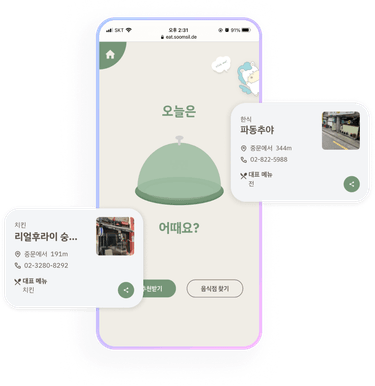 SKT
오후 2:31
91%
eat.soomsil.de
오늘은
한식
파동추야
중문에서 344m
02-822-5988
대표 메뉴
전
어때요?
치킨
리얼후라이 숭...
중문에서 191m
02-3280-8292
대표 메뉴
치킨
추천받기
음식점 찾기